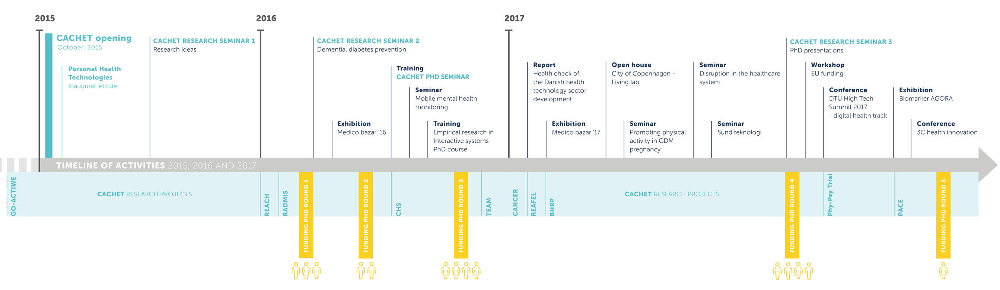 2015
2016
2017
CACHET opening
October, 2015
Personal Health
Technologies
Inaugural lecture
CACHET RESEARCH SEMINAR 1
Research ideas
CACHET RESEARCH SEMINAR 2
Dementia, diabetes prevention
Exhibition
Medico bazar '16
Training
CACHET PHD SEMINAR
Seminar
Mobile mental health
monitoring
Training
Empirical research in
Interactive systems
PhD course
Report
Health check of
the Danish health
technology sector
development
Exhibition
Medico bazar '17
Open house
City of Copenhagen -
Living lab
Seminar
Promoting physical
activity in GDM
pregnancy
Seminar
Disruption in the healthcare
system
Seminar
Sund teknologi
CACHET RESEARCH SEMINAR 3
PhD presentations
Workshop
EU funding
Conference
DTU High Tech
Summit 2017
- digital health track
Exhibition
Biomarker AGORA
Conference
3C health innovation
TIMELINE OF ACTIVITIES 2015, 2016 AND 2017
GO-ACTIWE
CACHET RESEARCH PROJECTS
REACH
RADMIS
FUNDING PHD ROUND 1
FUNDING PHD ROUND 2
CHS
FUNDING PHD ROUND 3
TEAM
CANCER
REAFEL
BHRP
CACHET RESEARCH PROJECTS
FUNDING PHD ROUND 4
Phy-Psy Trial
PACE
FUNDING PHD ROUND 5